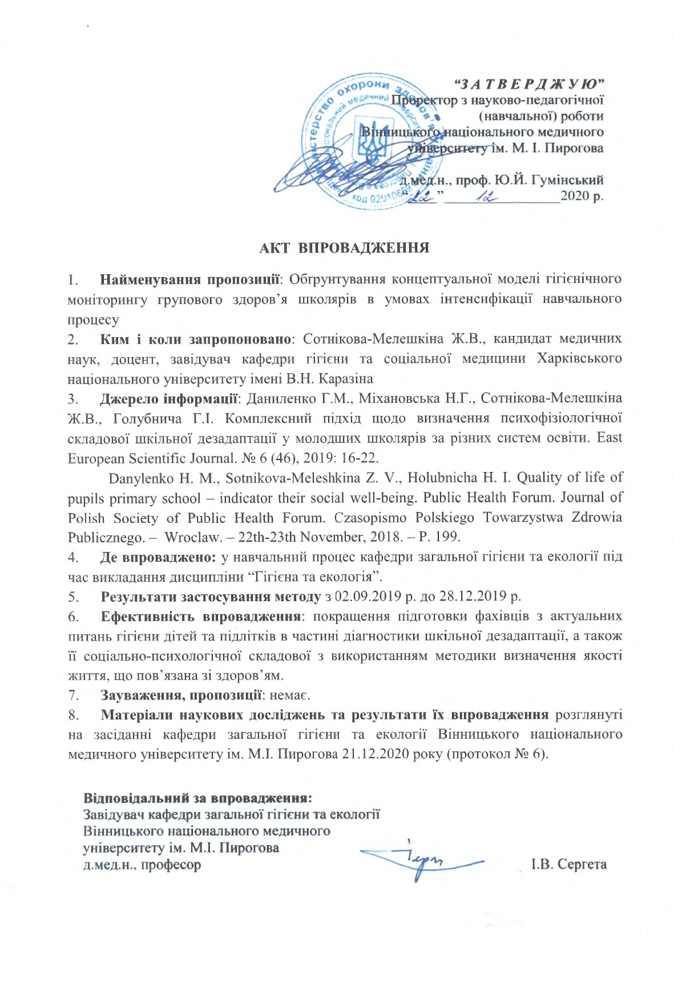 “З А Т В Е Р Д Ж У Ю”
Проректор з науково-педагогічної
(навчальної) роботи
Вінницького національного медичного
університету ім. М. І. Пирогова
д.мед.н., проф. Ю.Й. Гумінський
“22” 12 2020 р.
код 02010669
АКТ ВПРОВАДЖЕННЯ
1. Найменування пропозиції: Обґрунтування концептуальної моделі гігієнічного
моніторингу групового здоров’я школярів в умовах інтенсифікації навчального
процесу
2. Ким і коли запропоновано: Сотнікова-Мелешкіна Ж.В., кандидат медичних
наук, доцент, завідувач кафедри гігієни та соціальної медицини Харківського
національного університету імені В.Н. Каразіна
3. Джерело інформації: Даниленко Г.М., Міхановська Н.Г., Сотнікова-Мелешкіна
Ж.В., Голубнича Г.І. Комплексний підхід щодо визначення психофізіологічної
складової шкільної дезадаптації у молодших школярів за різних систем освіти. East
European Scientific Journal. № 6 (46), 2019: 16-22.
Danylenko H. M., Sotnikova-Meleshkina Z. V., Holubnicha H. I. Quality of life of
pupils primary school – indicator their social well-being. Public Health Forum. Journal of
Polish Society of Public Health Forum. Czasopismo Polskiego Towarzystwa Zdrowia
Publicznego. – Wroclaw. – 22th-23th November, 2018. – P. 199.
4. Де впроваджено: у навчальний процес кафедри загальної гігієни та екології під
час викладання дисципліни “Гігієна та екологія”.
5. Результати застосування методу з 02.09.2019 р. до 28.12.2019 р.
6. Ефективність впровадження: покращення підготовки фахівців з актуальних
питань гігієни дітей та підлітків в частині діагностики шкільної дезадаптації, а також
її соціально-психологічної складової з використанням методики визначення якості
життя, що пов’язана зі здоров’ям.
7. Зауваження, пропозиції: немає.
8. Матеріали наукових досліджень та результати їх впровадження розглянуті
на засіданні кафедри загальної гігієни та екології Вінницького національного
медичного університету ім. М.І. Пирогова 21.12.2020 року (протокол № 6).
Відповідальний за впровадження:
Завідувач кафедри загальної гігієни та екології
Вінницького національного медичного
університету ім. М.І. Пирогова
д.мед.н., професор І.В. Сергета